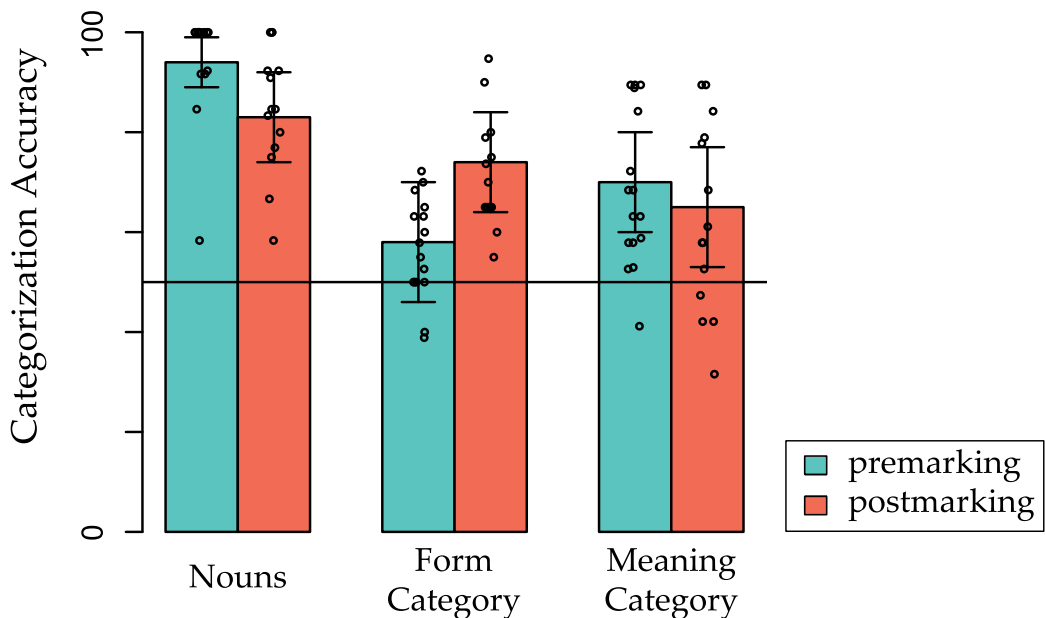 Categorization Accuracy
100
0
Nouns
Form
Category
Meaning
Category
premarking
postmarking